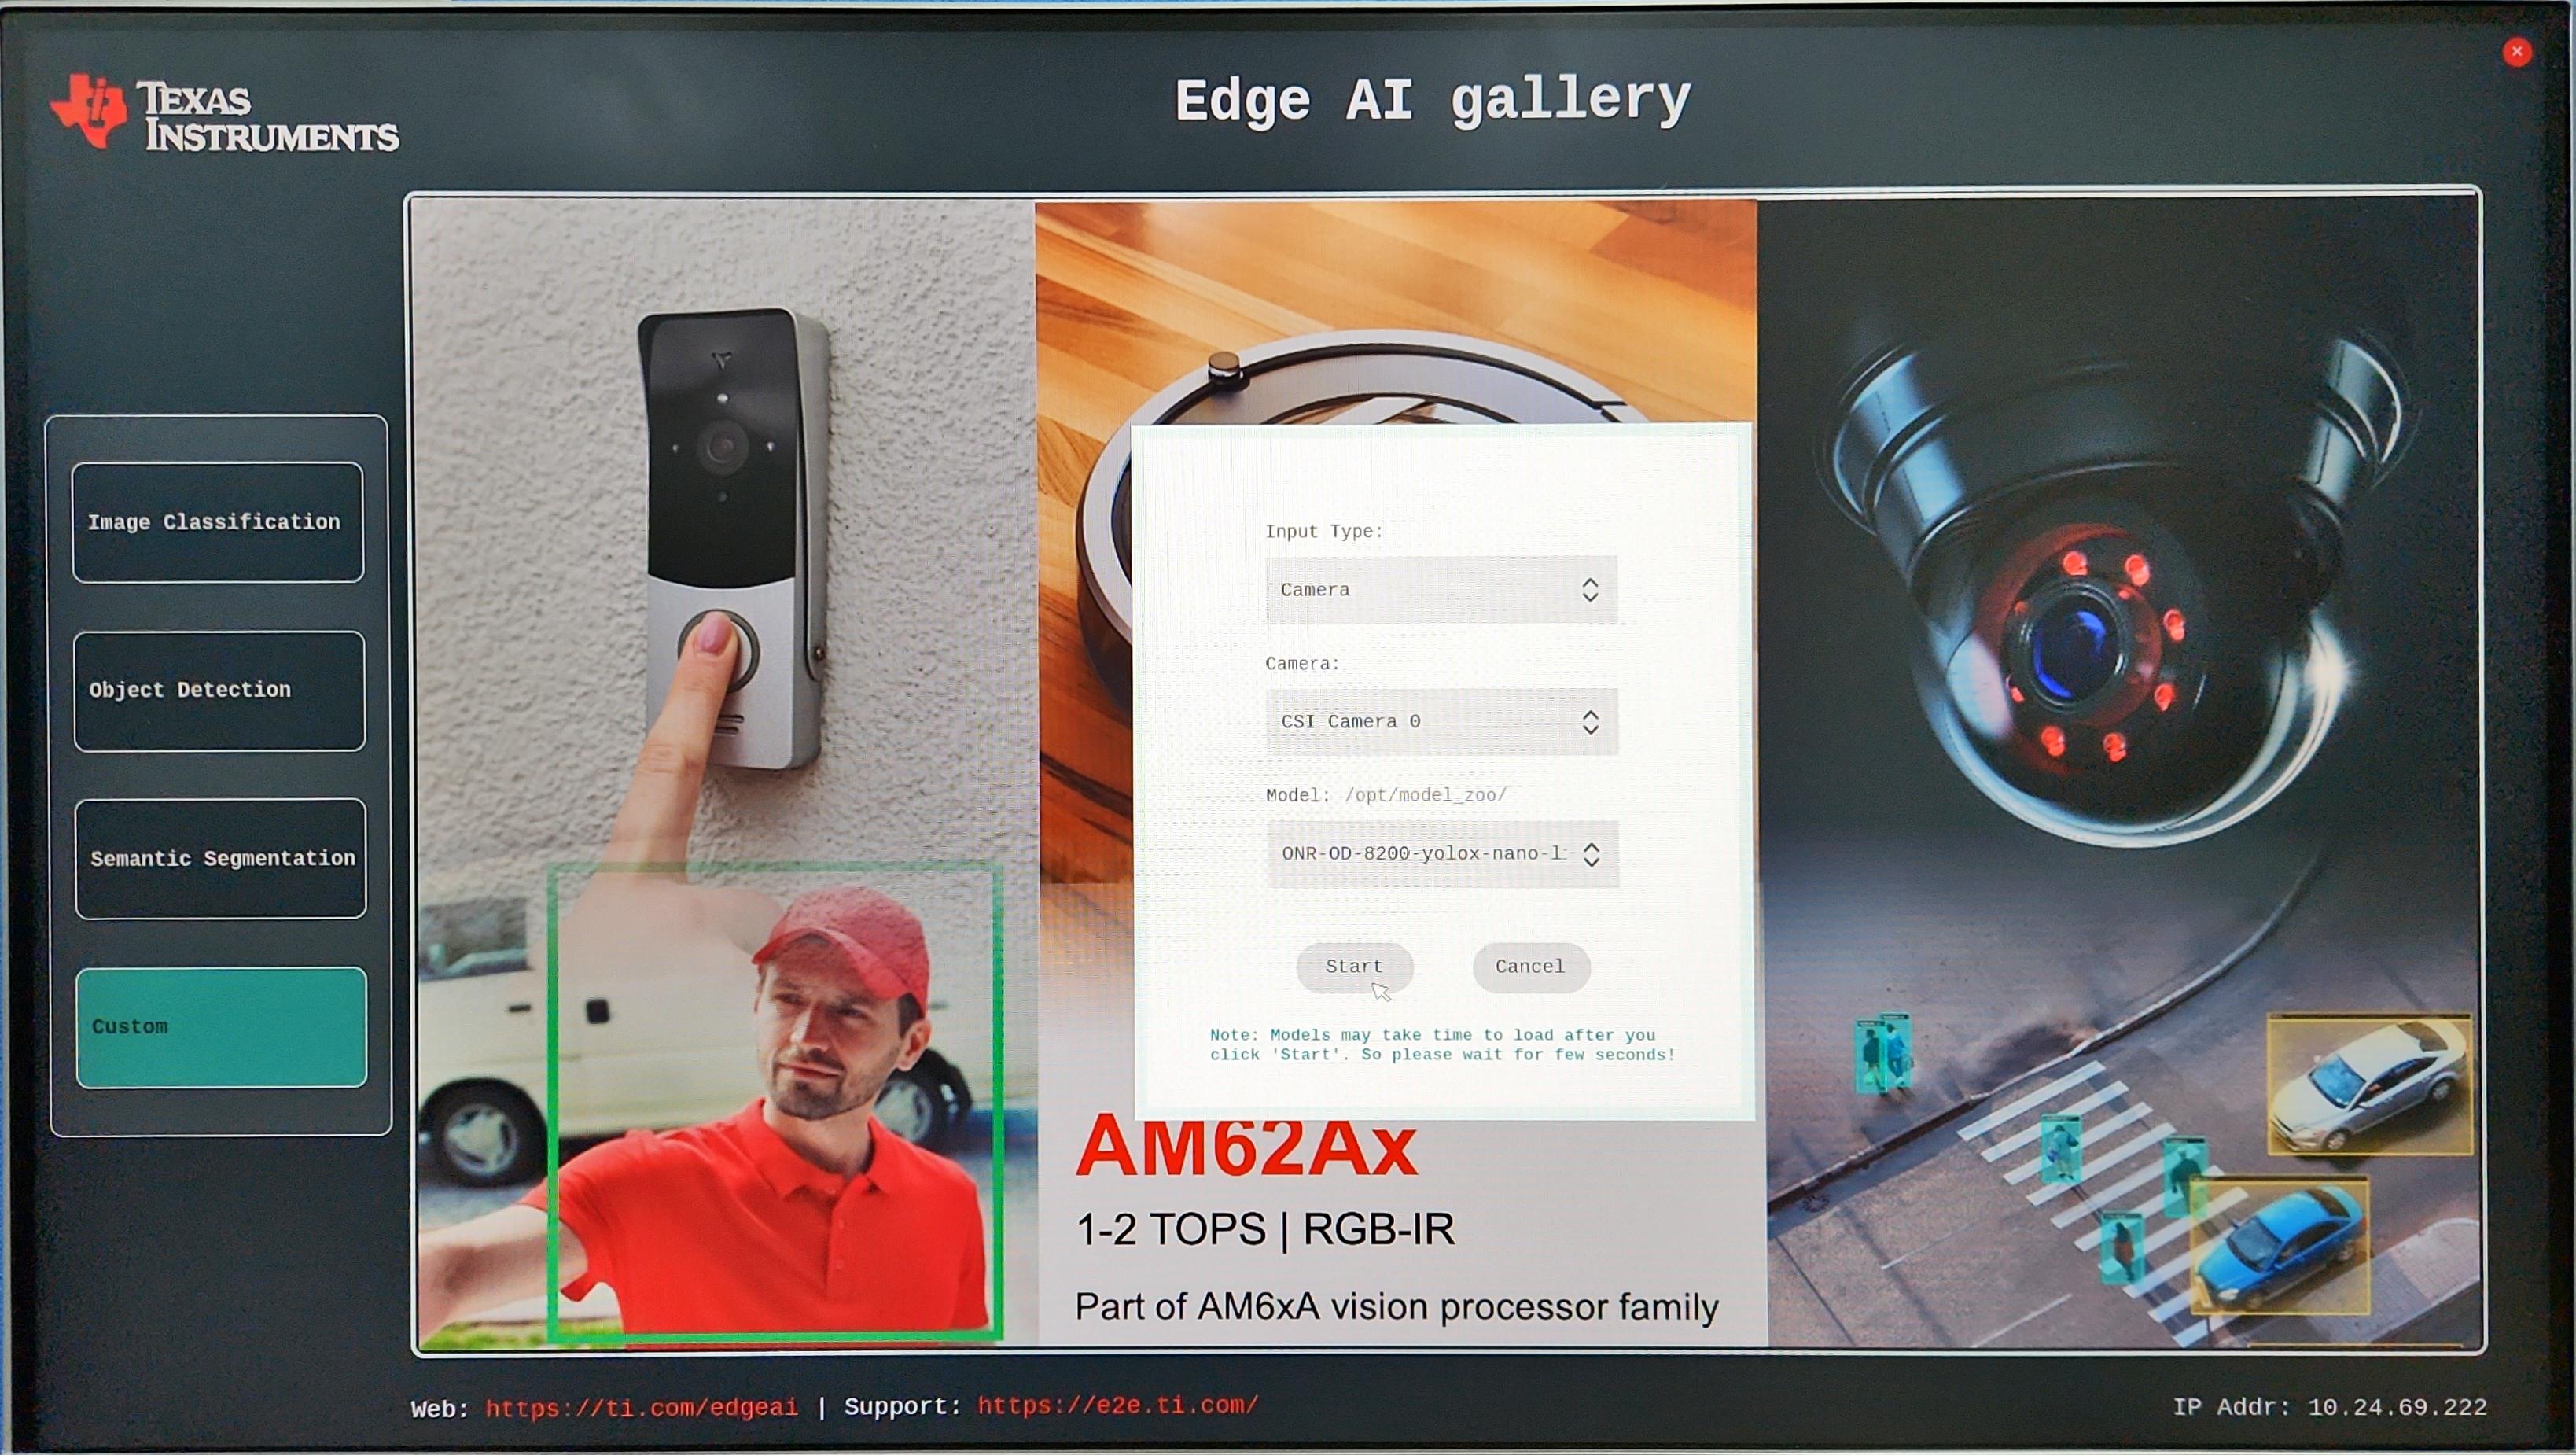 TEXAS
INSTRUMENTS
Edge AI gallery
Image Classification
Object Detection
Semantic Segmentation
Custom
Input Type:
Camera
Camera:
CSI Camera 0
Model: /opt/model_zoo/
ONR-OD-8200-yolox-nano-l
Start
Cancel
Note: Models may take time to load after you
click 'Start'. So please wait for few seconds!
AM62Ax
1-2 TOPS | RGB-IR
Part of AM6xA vision processor family
Web: https://ti.com/edgeai | Support: https://e2e.ti.com/
IP Addr: 10.24.69.222